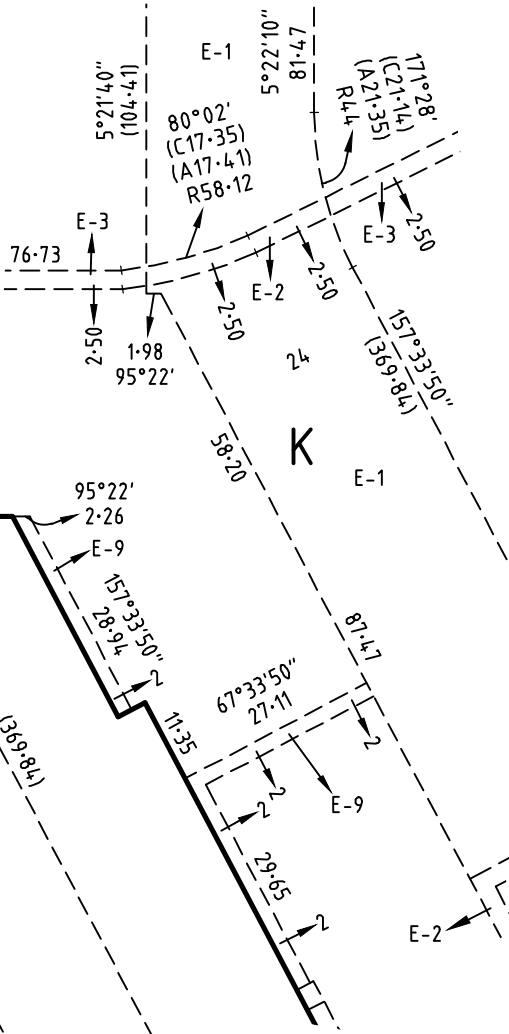 E-1
5°21'40"
(104·41)
5°22'10"
81·47
80°02'
(C17·35)
(A17·41)
R58·12
171°28'
(C21·14)
(A21·35)
R44
E-3
76·73
2·50
E-3
2·50
E-2
2·50
2·50
1·98
95°22'
24
157°33'50"
(369·84)
K
58·20
E-1
95°22'
2·26
E-9
157°33'50"
28·94
2
87·47
67°33'50"
27·11
11·35
(369·84)
2
2
E-9
2
29·65
2
E-2